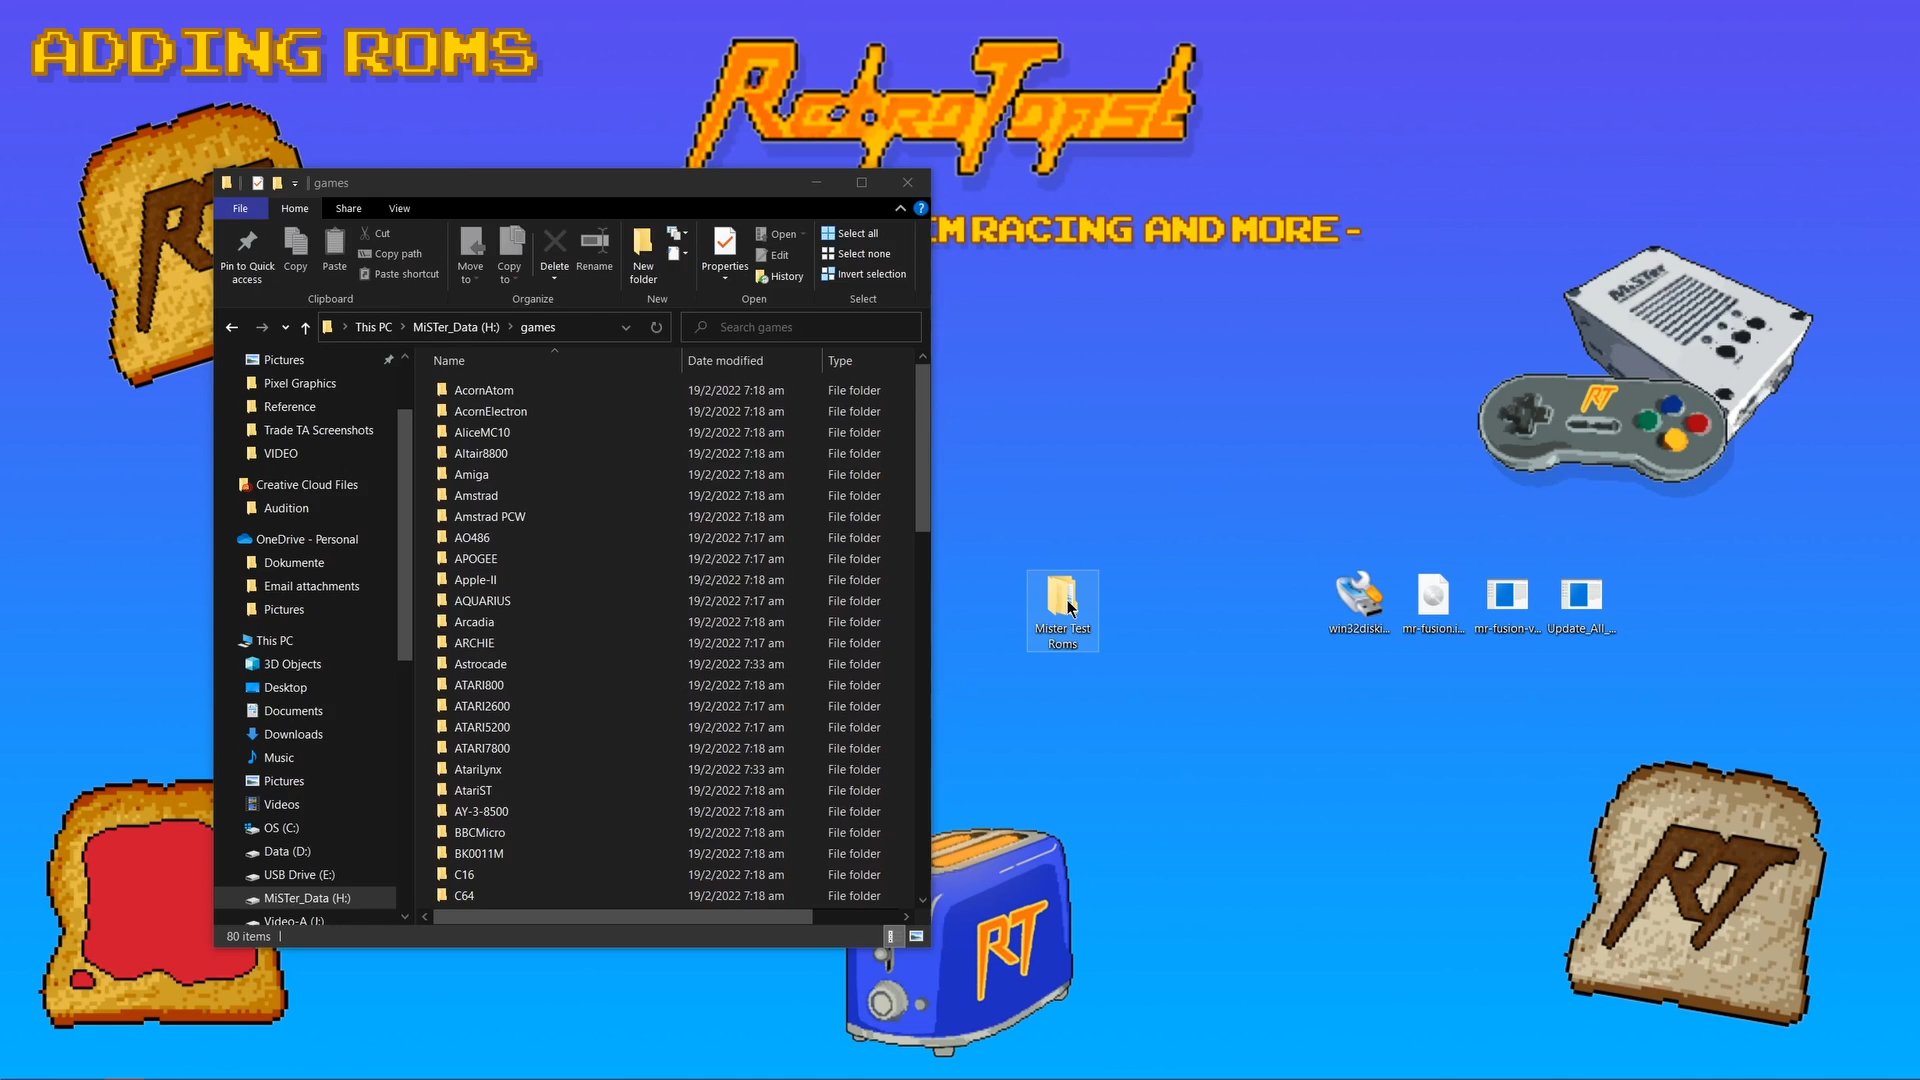 ADDING ROMS
RetroToast
IM RACING AND MORE -
games
File Home Share View
Pin to Quick access
Copy
Paste
Cut
Copy path
Paste shortcut
Clipboard
Move to
Copy to
Delete
Rename
Organize
New folder
New
Properties
Open
Edit
History
Open
Select all
Select none
Invert selection
Select
This PC MiSTer_Data (H:) games
Search games
Pictures
Pixel Graphics
Reference
Trade TA Screenshots
VIDEO
Creative Cloud Files
Audition
OneDrive - Personal
Dokumente
Email attachments
Pictures
This PC
3D Objects
Desktop
Documents
Downloads
Music
Pictures
Videos
OS (C:)
Data (D:)
USB Drive (E:)
MiSTer_Data (H:)
Video-A (I:)
Name Date modified Type
AcornAtom 19/2/2022 7:18 am File folder
AcornElectron 19/2/2022 7:18 am File folder
AliceMC10 19/2/2022 7:18 am File folder
Altair8800 19/2/2022 7:18 am File folder
Amiga 19/2/2022 7:18 am File folder
Amstrad 19/2/2022 7:18 am File folder
Amstrad PCW 19/2/2022 7:18 am File folder
AO486 19/2/2022 7:17 am File folder
APOGEE 19/2/2022 7:17 am File folder
Apple-II 19/2/2022 7:18 am File folder
AQUARIUS 19/2/2022 7:17 am File folder
Arcadia 19/2/2022 7:18 am File folder
ARCHIE 19/2/2022 7:17 am File folder
Astrocade 19/2/2022 7:33 am File folder
ATARI800 19/2/2022 7:18 am File folder
ATARI2600 19/2/2022 7:17 am File folder
ATARI5200 19/2/2022 7:17 am File folder
ATARI7800 19/2/2022 7:18 am File folder
AtariLynx 19/2/2022 7:33 am File folder
AtariST 19/2/2022 7:18 am File folder
AY-3-8500 19/2/2022 7:18 am File folder
BBCMicro 19/2/2022 7:18 am File folder
BK0011M 19/2/2022 7:18 am File folder
C16 19/2/2022 7:18 am File folder
C64 19/2/2022 7:18 am File folder
80 items
Mister Test
Roms
win32diski...
mr-fusion.i...
mr-fusion-v...
Update_All_...
MiSTer
RT
RT
RT